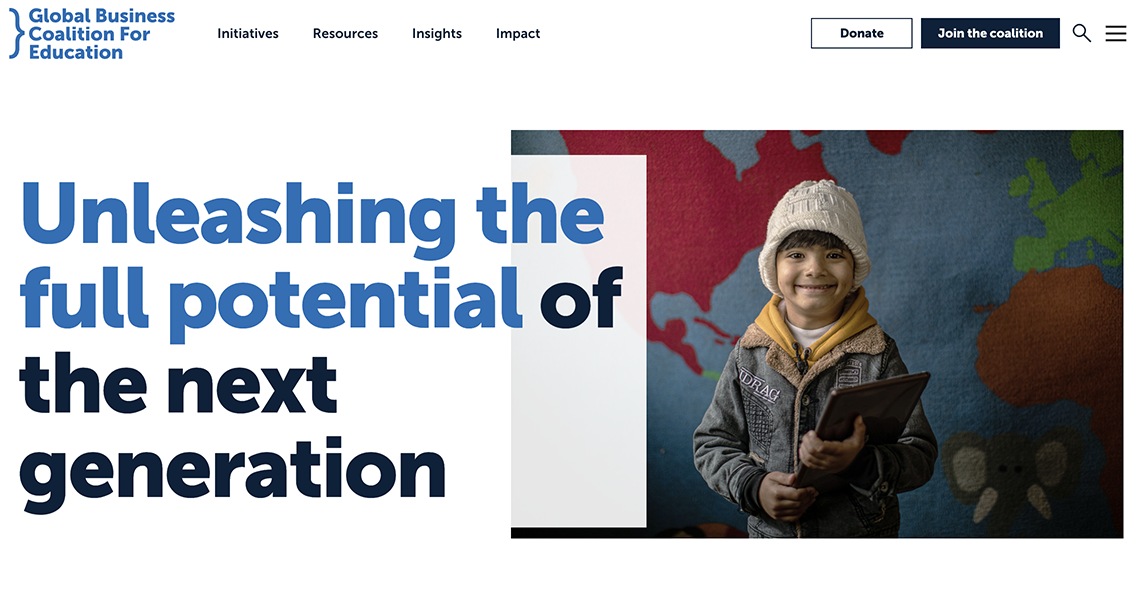 Global Business
Coalition For
Education
Initiatives
Resources
Insights
Impact
Donate
Join the coalition
Unleashing the
full potential of
the next
generation
DRAG